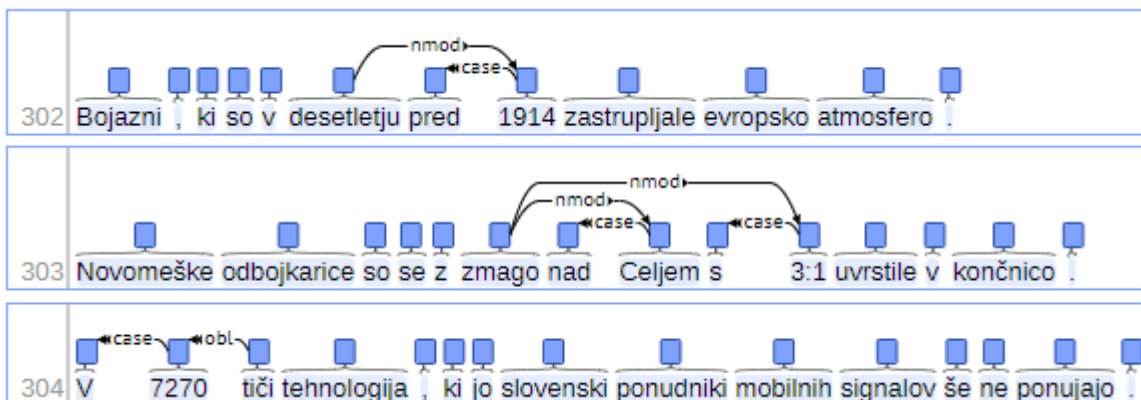 nmod
case
302 Bojazni , ki so v desetletju pred 1914 zastrupljale evropsko atmosfero .
nmod
nmod
case case
303 Novomeške odbojkarice so se z zmago nad Celjem s 3:1 uvrstile v končnico .
case obl
304 V 7270 tiči tehnologija , ki jo slovenski ponudniki mobilnih signalov še ne ponujajo .